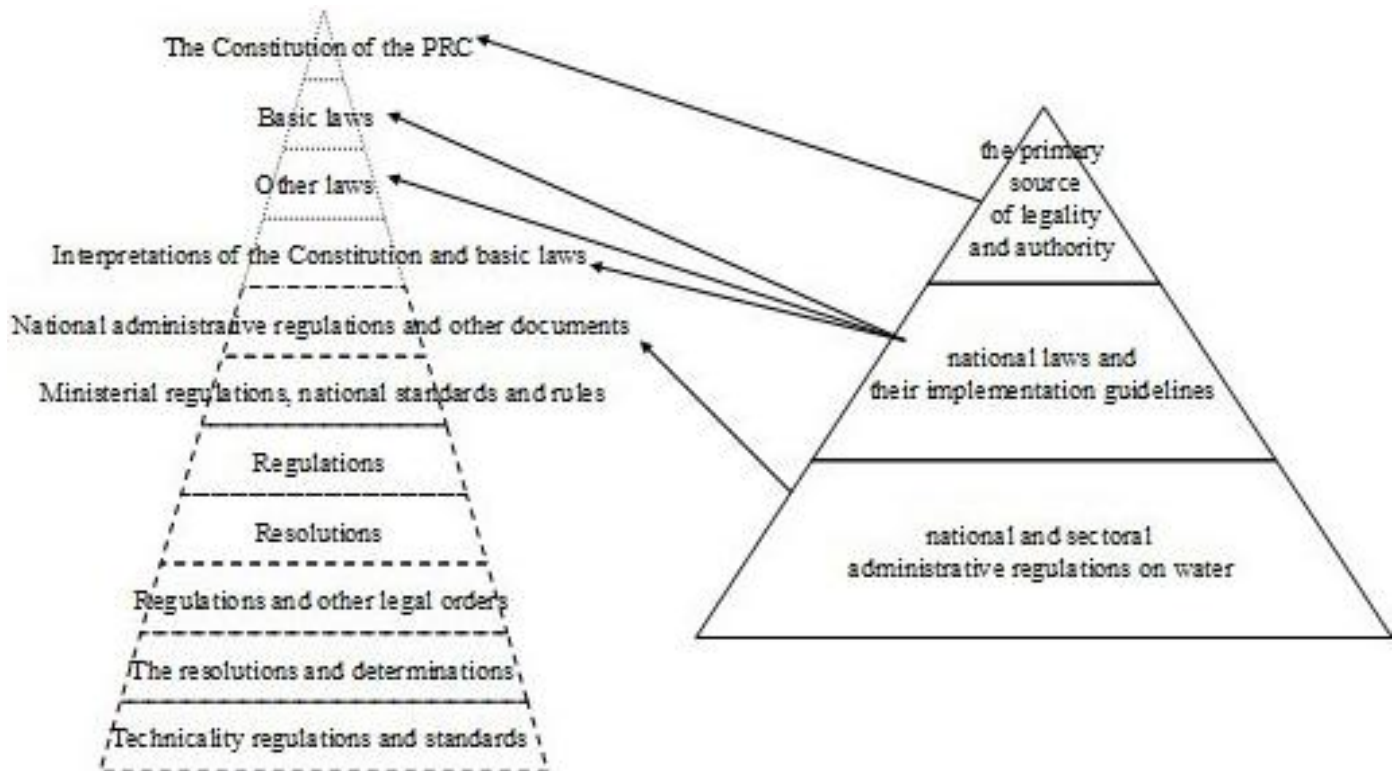 The Constitution of the PRC
Basic laws
Other laws
Interpretations of the Constitution and basic laws
National administrative regulations and other documents
Ministerial regulations, national standards and rules
Regulations
Resolutions
Regulations and other legal orders
The resolutions and determinations
Technicality regulations and standards
the primary
source
of legality
and authority
national laws and
their implementation guidelines
national and sectoral
administrative regulations on water